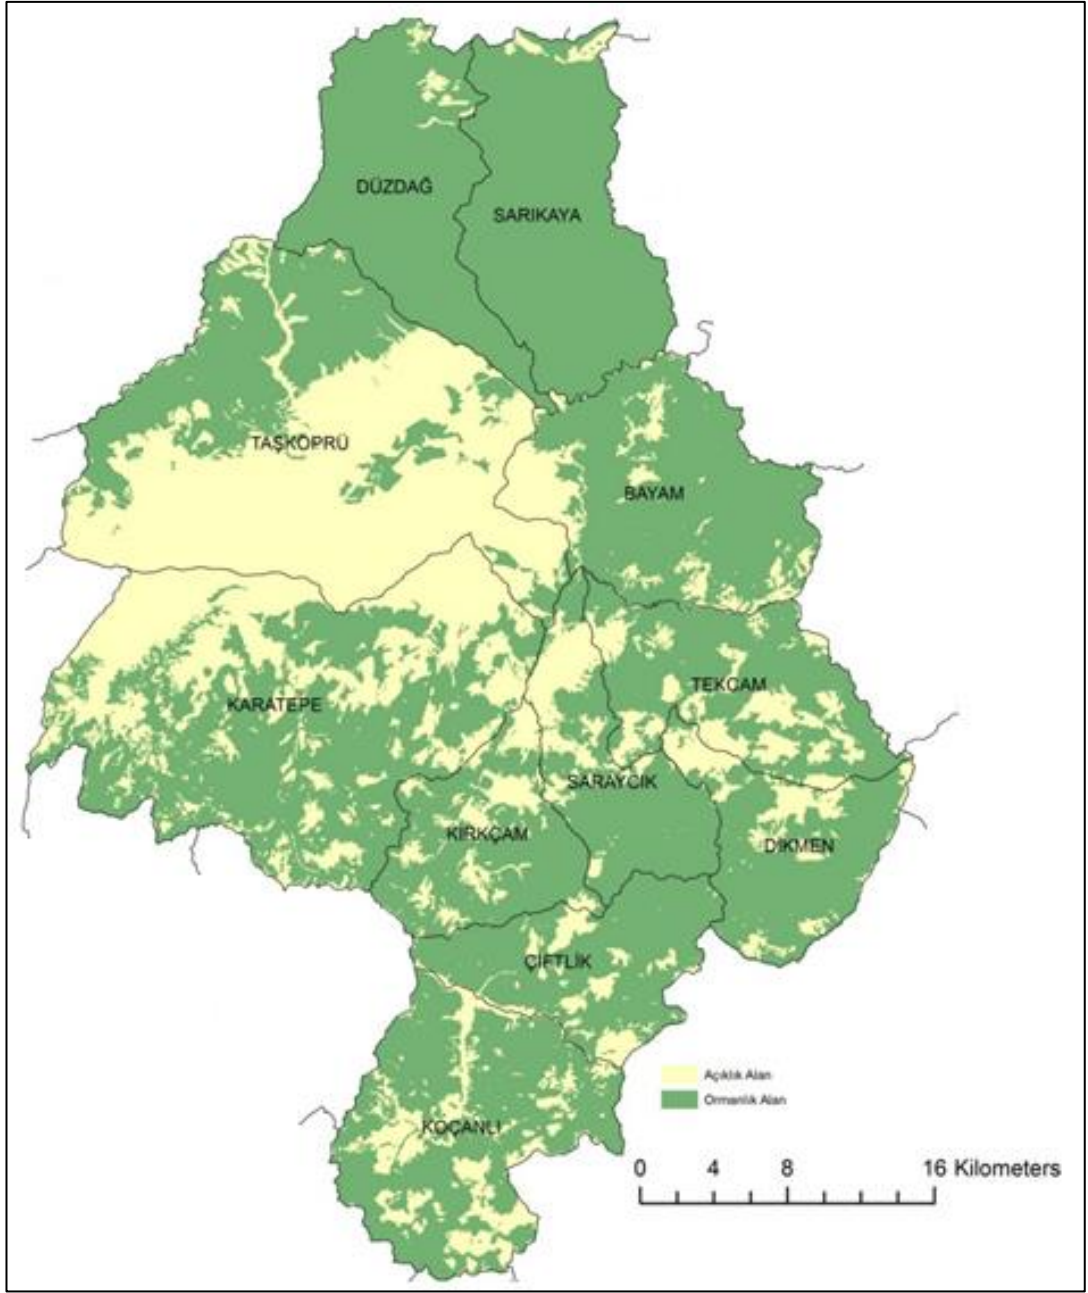 DÜZDAĞ
SARIKAYA
TAŞKÖPRÜ
BAYAM
TEKÇAM
KARATEPE
SARAYCIK
KIRKÇAM
DİKMEN
ÇİFTLİK
Açıklık Alan
Ormanlık Alan
KOÇANLI
0 4 8 16 Kilometers